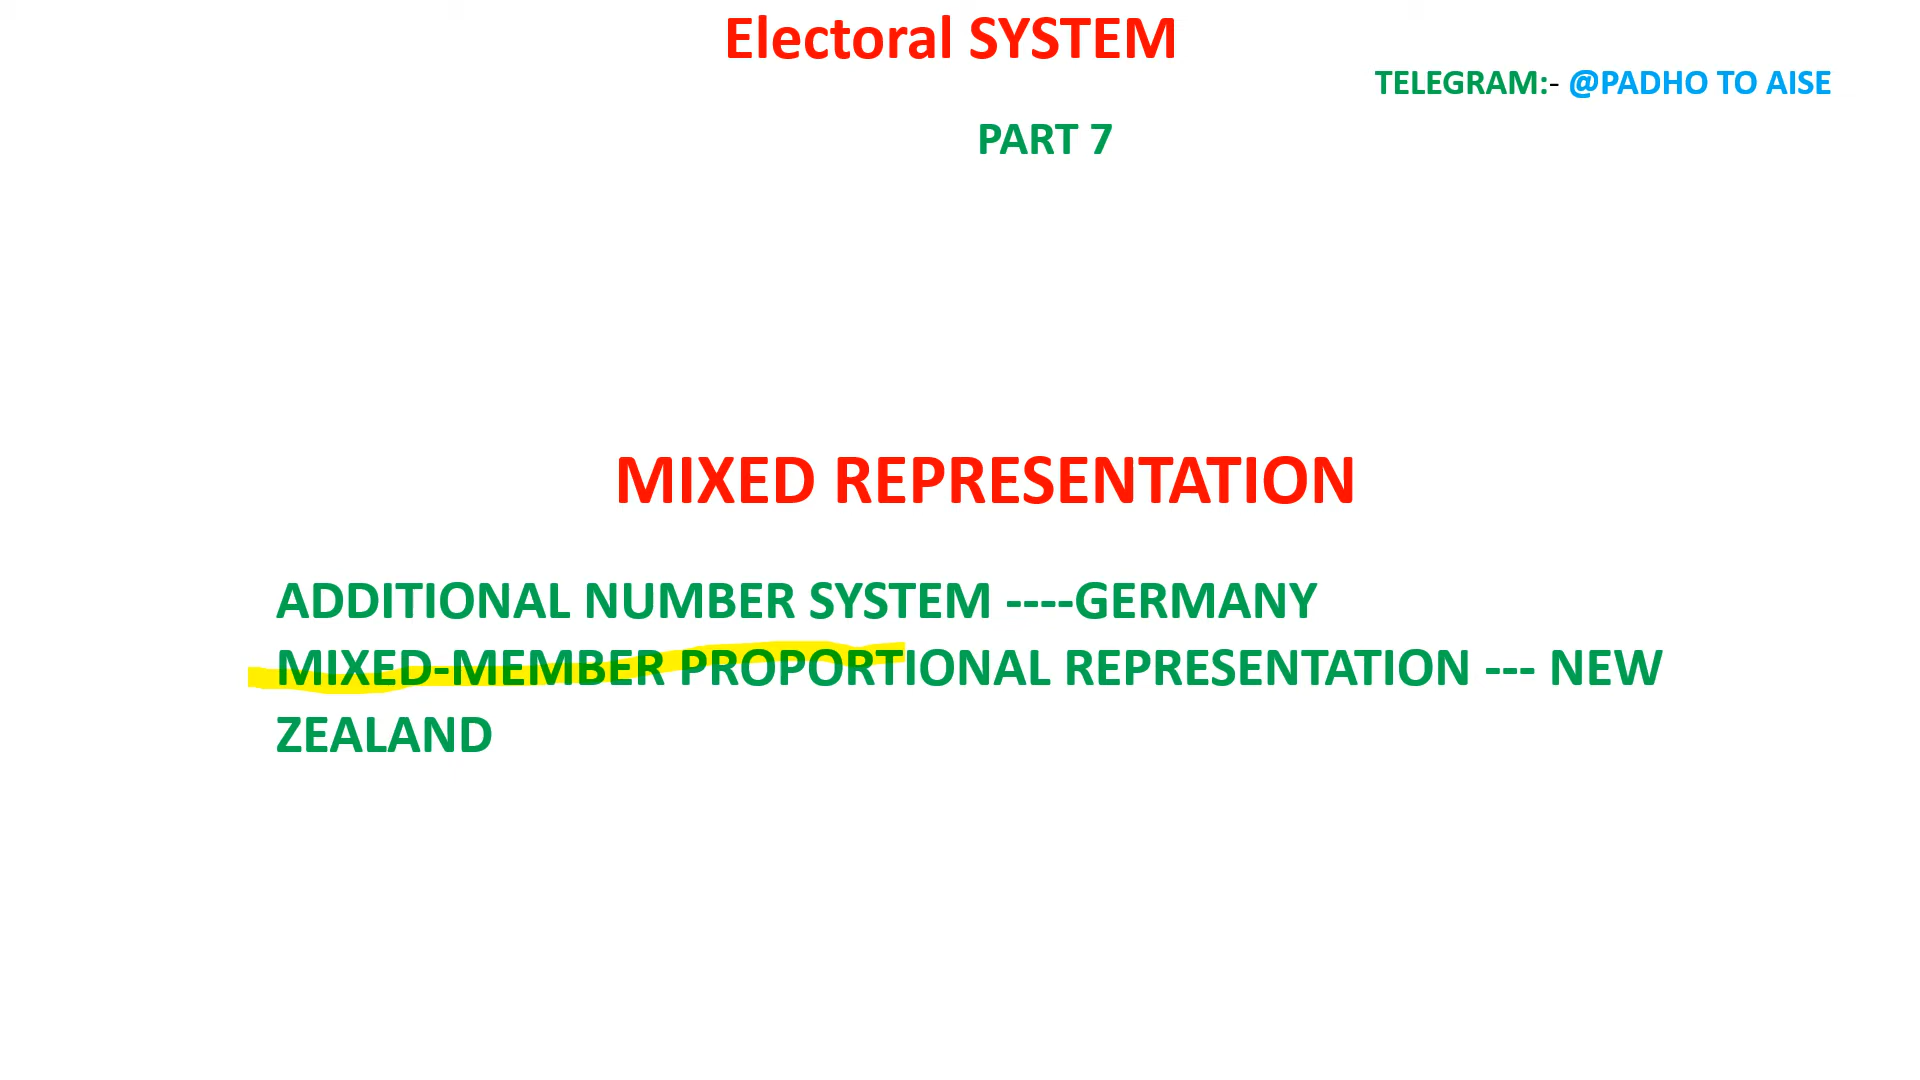 Electoral SYSTEM
TELEGRAM:- @PADHO TO AISE
PART 7
MIXED REPRESENTATION
ADDITIONAL NUMBER SYSTEM ----GERMANY
MIXED-MEMBER PROPORTIONAL REPRESENTATION --- NEW
ZEALAND